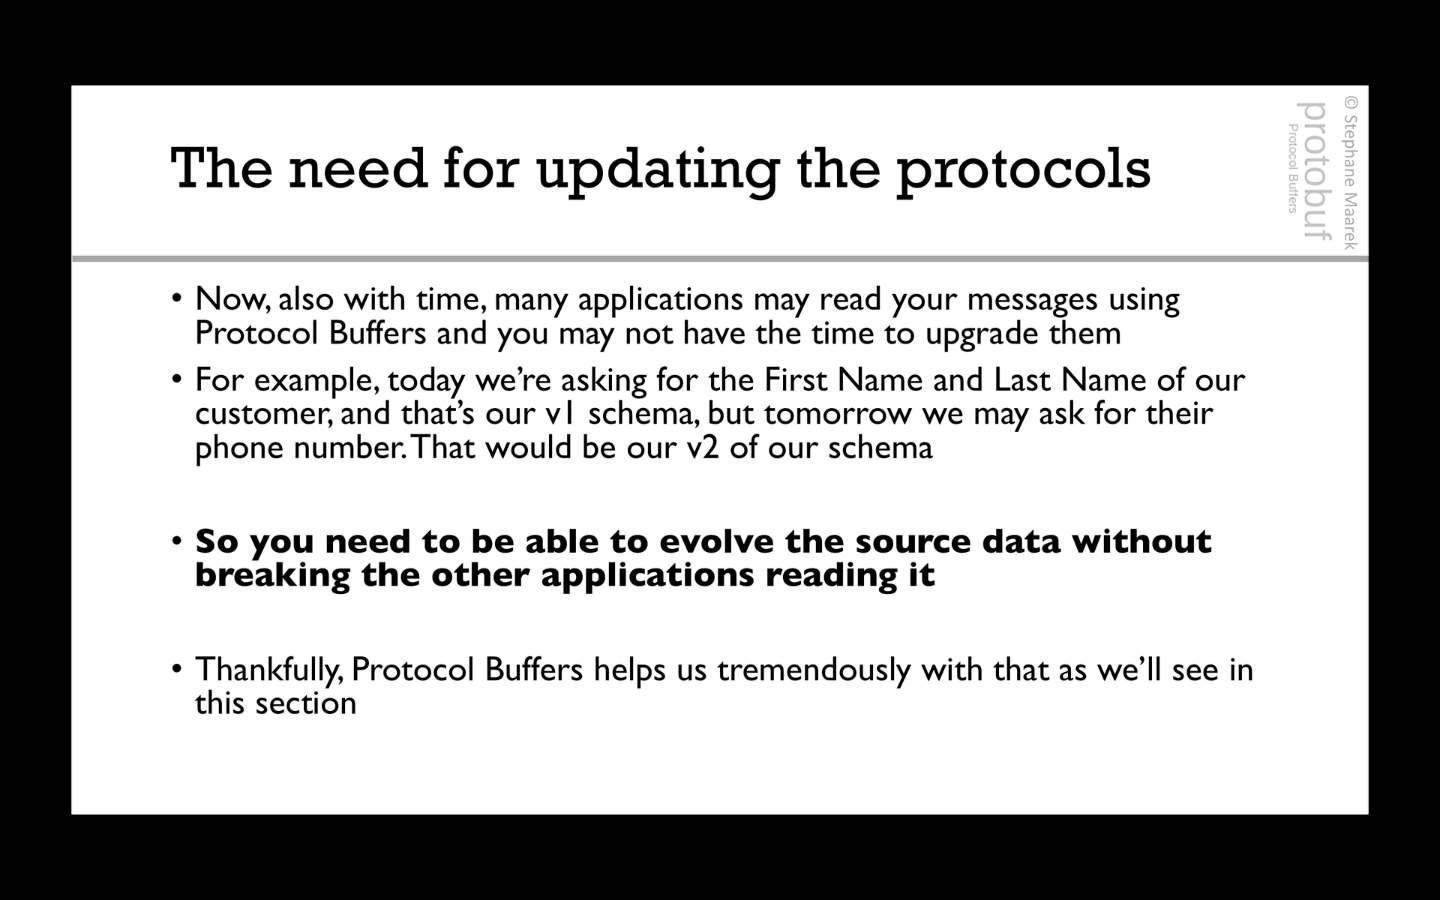 The need for updating the protocols
© Stephane Maarek
protobuf
Protocol Buffers
• Now, also with time, many applications may read your messages using
Protocol Buffers and you may not have the time to upgrade them
• For example, today we’re asking for the First Name and Last Name of our
customer, and that’s our v1 schema, but tomorrow we may ask for their
phone number. That would be our v2 of our schema
• So you need to be able to evolve the source data without
breaking the other applications reading it
• Thankfully, Protocol Buffers helps us tremendously with that as we’ll see in
this section